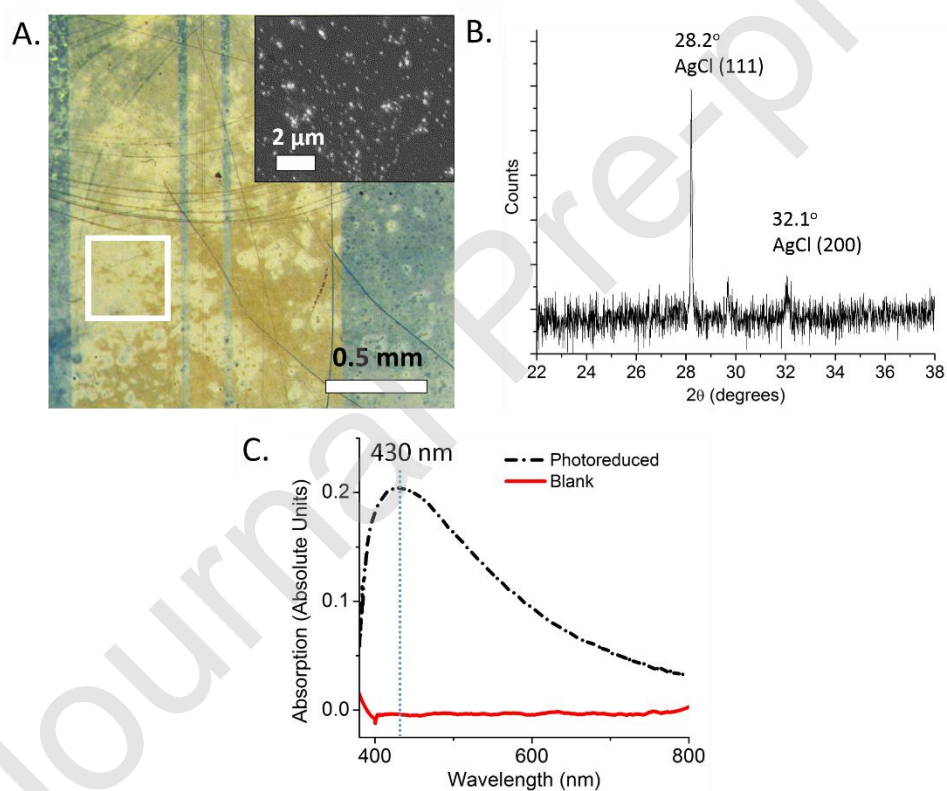 A.
2 μm
0.5 mm
B.
28.2°
AgCl (111)
32.1°
AgCl (200)
Counts
22 24 26 28 30 32 34 36 38
2θ (degrees)
C.
430 nm
Photoreduced
Blank
0.2
0.1
0.0
Absorption (Absolute Units)
400 600 800
Wavelength (nm)
Journal Pre-pr